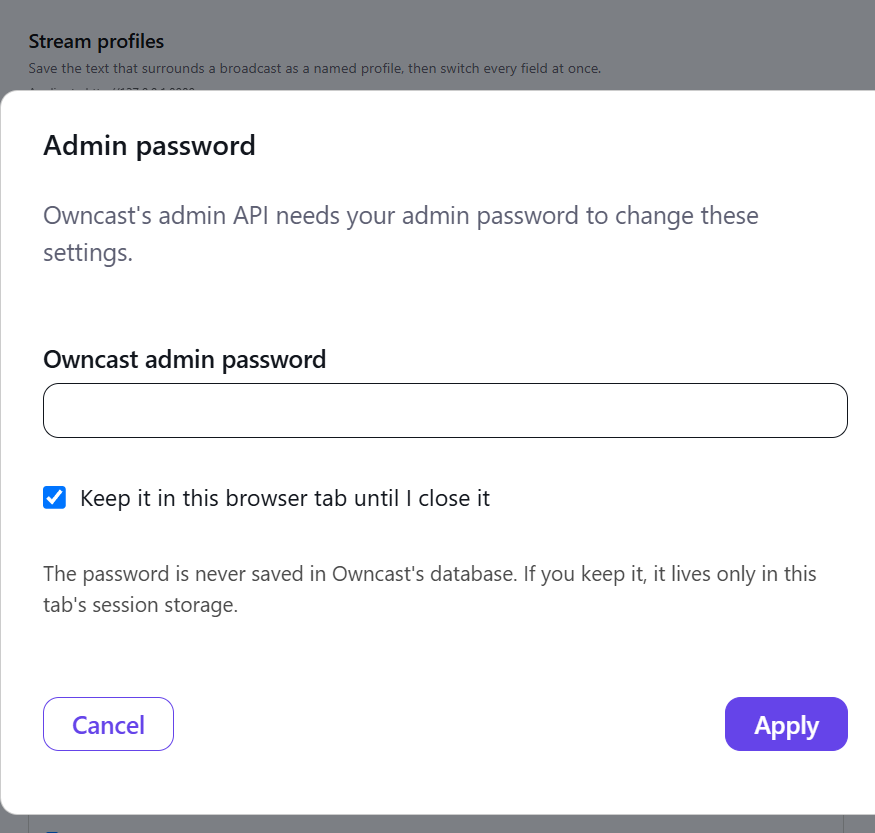 Stream profiles
Save the text that surrounds a broadcast as a named profile, then switch every field at once.
Admin password
Owncast's admin API needs your admin password to change these
settings.
Owncast admin password
Keep it in this browser tab until I close it
The password is never saved in Owncast's database. If you keep it, it lives only in this
tab's session storage.
Cancel
Apply